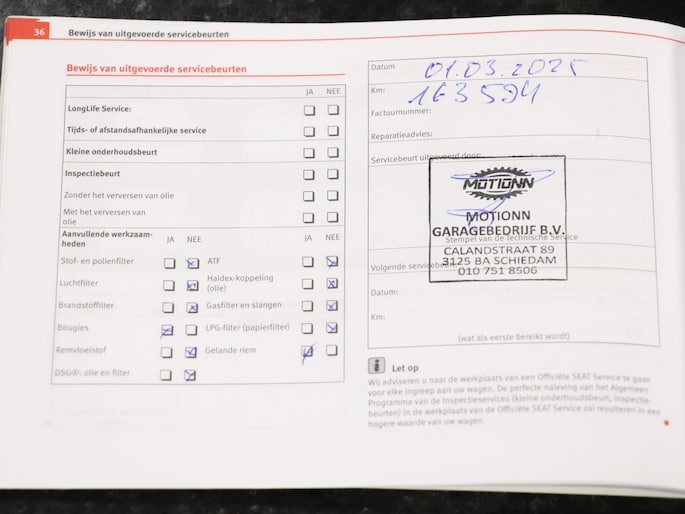 36 Bewijs van uitgevoerde servicebeurten
Bewijs van uitgevoerde servicebeurten
JA NEE
LongLife Service:
Tijds- of afstandsafhankelijke service
Kleine onderhoudsbeurt
Inspectiebeurt
Zonder het verversen van olie
Met het verversen van
olie
Aanvullende werkzaam-
heden
JA NEE JA NEE
Stof- en pollenfilter ATF
Luchtfilter Haldex-koppeling
(olie)
Brandstoffilter Gasfilter en slangen
Bougies LPG-filter (papierfilter)
Remvloeistof Getande riem
DSG®: olie en filter
Datum 01.03.2025
Km: 163594
Factuurnummer:
Reparatieadvies:
Servicebeurt uitgevoerd door:
MOTIONN
MOTIONN
GARAGEBEDRIJF B.V.
Stempel van de Technische Service
CALANDSTRAAT 89
3125 BA SCHIEDAM
010 751 8506
Volgende servicebeurt
Datum:
Km:
(wat als eerste bereikt wordt)
i Let op
Wij adviseren u naar de werkplaats van een Officiële SEAT Service te gaan
voor elke ingreep aan uw wagen. De perfecte naleving van het Algemeen
Programma van de Inspectieservices (kleine onderhoudsbeurt, inspectie-
beurten) in de werkplaats van de Officiële SEAT Service zal resulteren in een
hogere waarde van uw wagen.